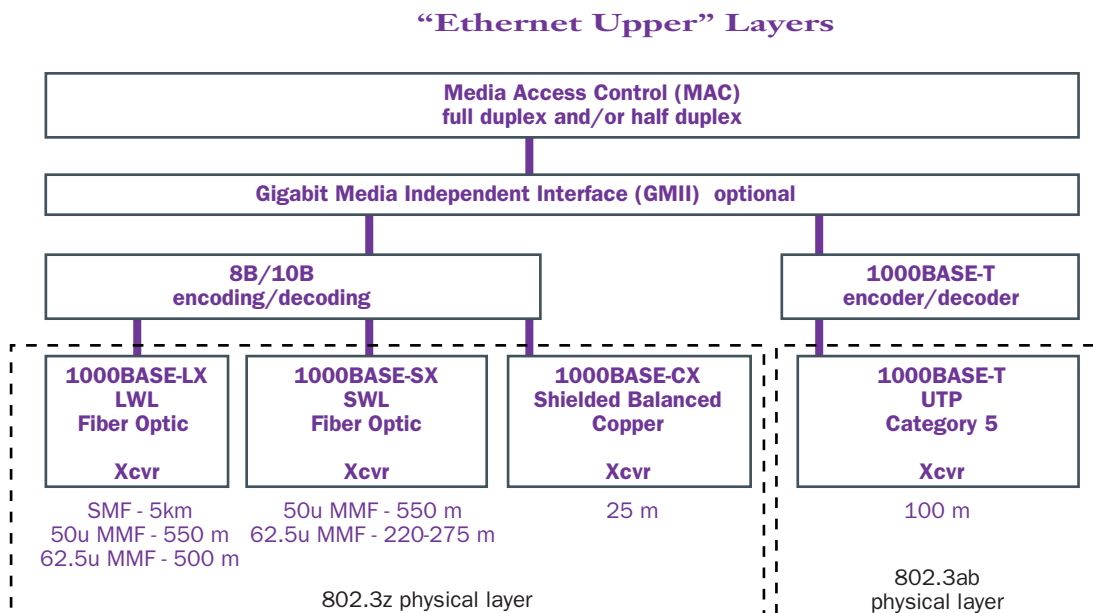 “Ethernet Upper” Layers
Media Access Control (MAC)
full duplex and/or half duplex
Gigabit Media Independent Interface (GMII)  optional
8B/10B
encoding/decoding
1000BASE-T
encoder/decoder
1000BASE-LX
LWL
Fiber Optic
Xcvr
1000BASE-SX
SWL
Fiber Optic
Xcvr
1000BASE-CX
Shielded Balanced
Copper
Xcvr
1000BASE-T
UTP
Category 5
Xcvr
SMF - 5km
50u MMF - 550 m
62.5u MMF - 500 m
50u MMF - 550 m
62.5u MMF - 220-275 m
25 m
100 m
802.3z physical layer
802.3ab
physical layer